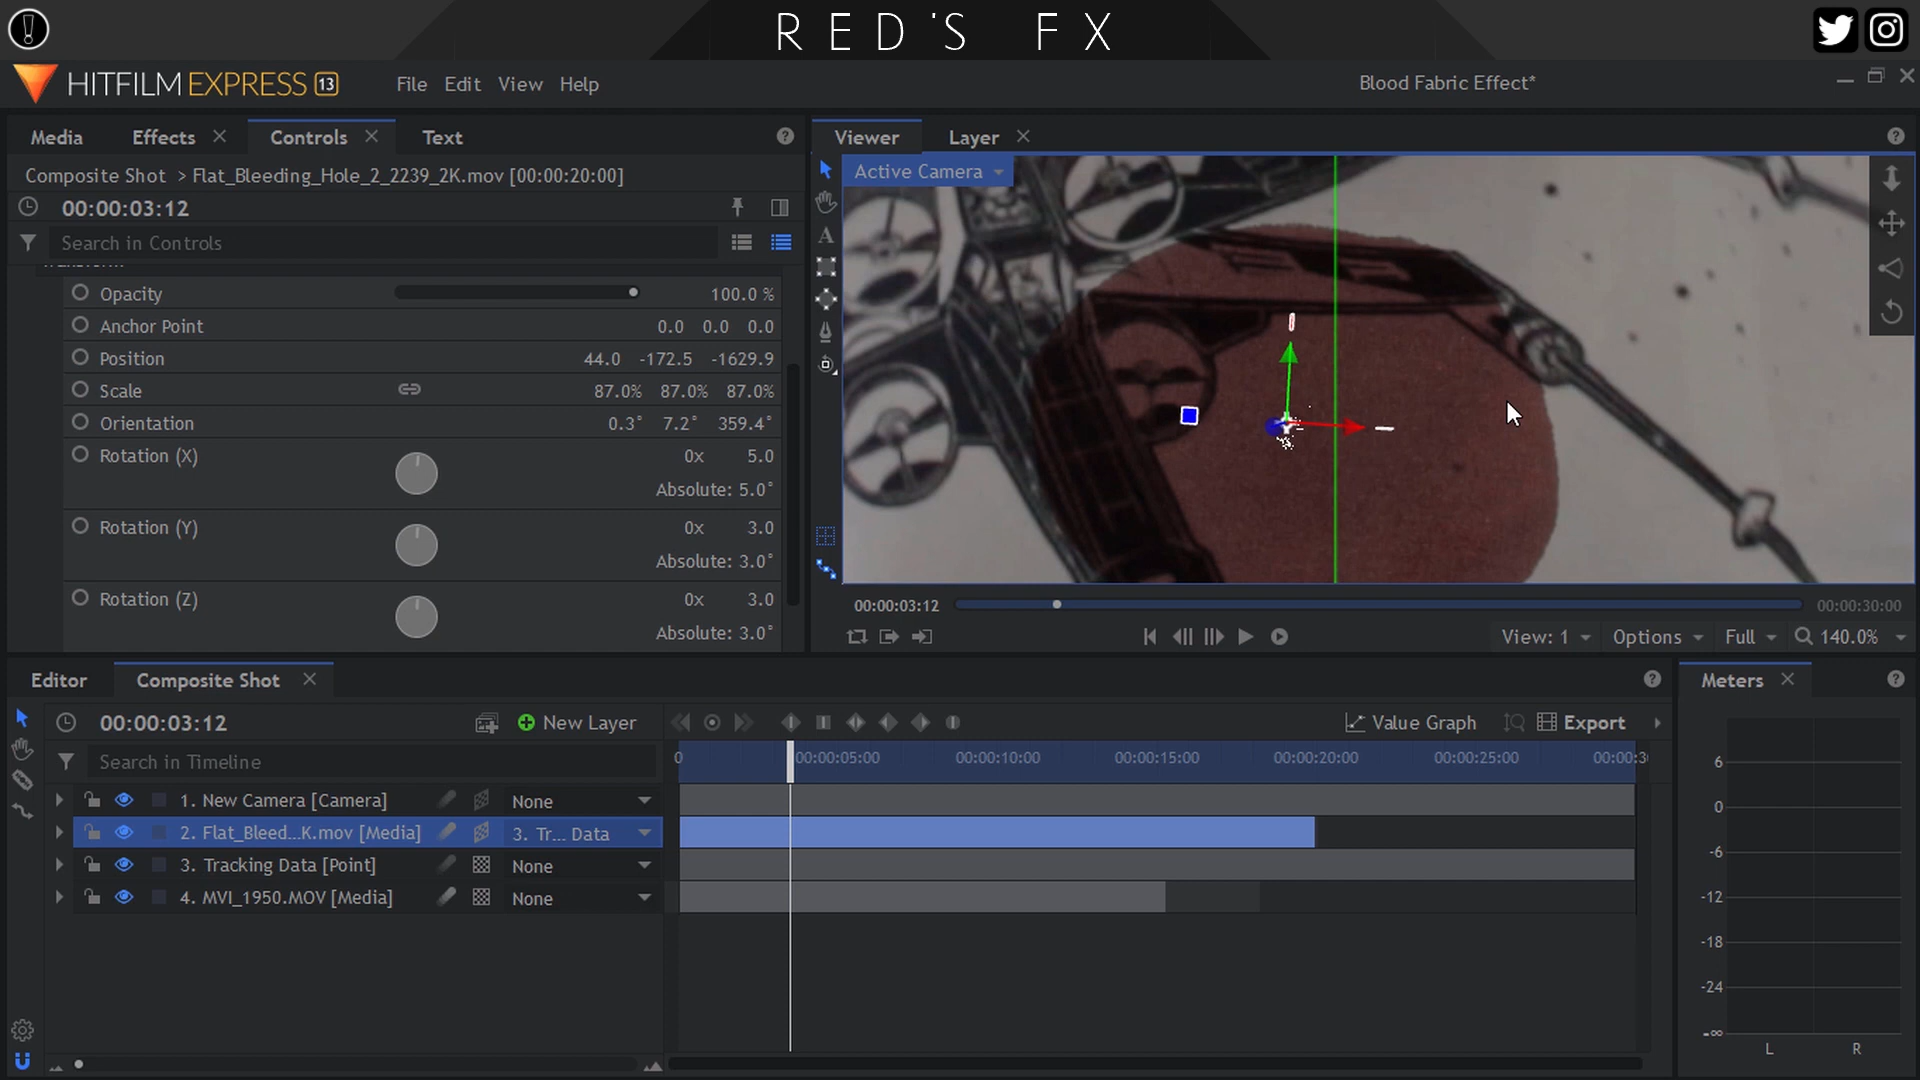 RED'S FX
HITFILM EXPRESS 13
File Edit View Help
Blood Fabric Effect*
Media Effects Controls Text
Composite Shot > Flat_Bleeding_Hole_2_2239_2K.mov [00:00:20:00]
00:00:03:12
Search in Controls
Transform
Opacity 100.0 %
Anchor Point 0.0 0.0 0.0
Position 44.0 -172.5 -1629.9
Scale 87.0% 87.0% 87.0%
Orientation 0.3° 7.2° 359.4°
Rotation (X) 0x 5.0
Absolute: 5.0°
Rotation (Y) 0x 3.0
Absolute: 3.0°
Rotation (Z) 0x 3.0
Absolute: 3.0°
Viewer Layer
Active Camera
00:00:03:12 00:00:30:00
View: 1 Options Full 140.0%
Editor Composite Shot
00:00:03:12 New Layer
Value Graph Export
Search in Timeline
0 00:00:05:00 00:00:10:00 00:00:15:00 00:00:20:00 00:00:25:00 00:00:3
1. New Camera [Camera] None
2. Flat_Bleed...K.mov [Media] 3. Tr... Data
3. Tracking Data [Point] None
4. MVI_1950.MOV [Media] None
Meters
6
0
-6
-12
-18
-24
-∞
L R